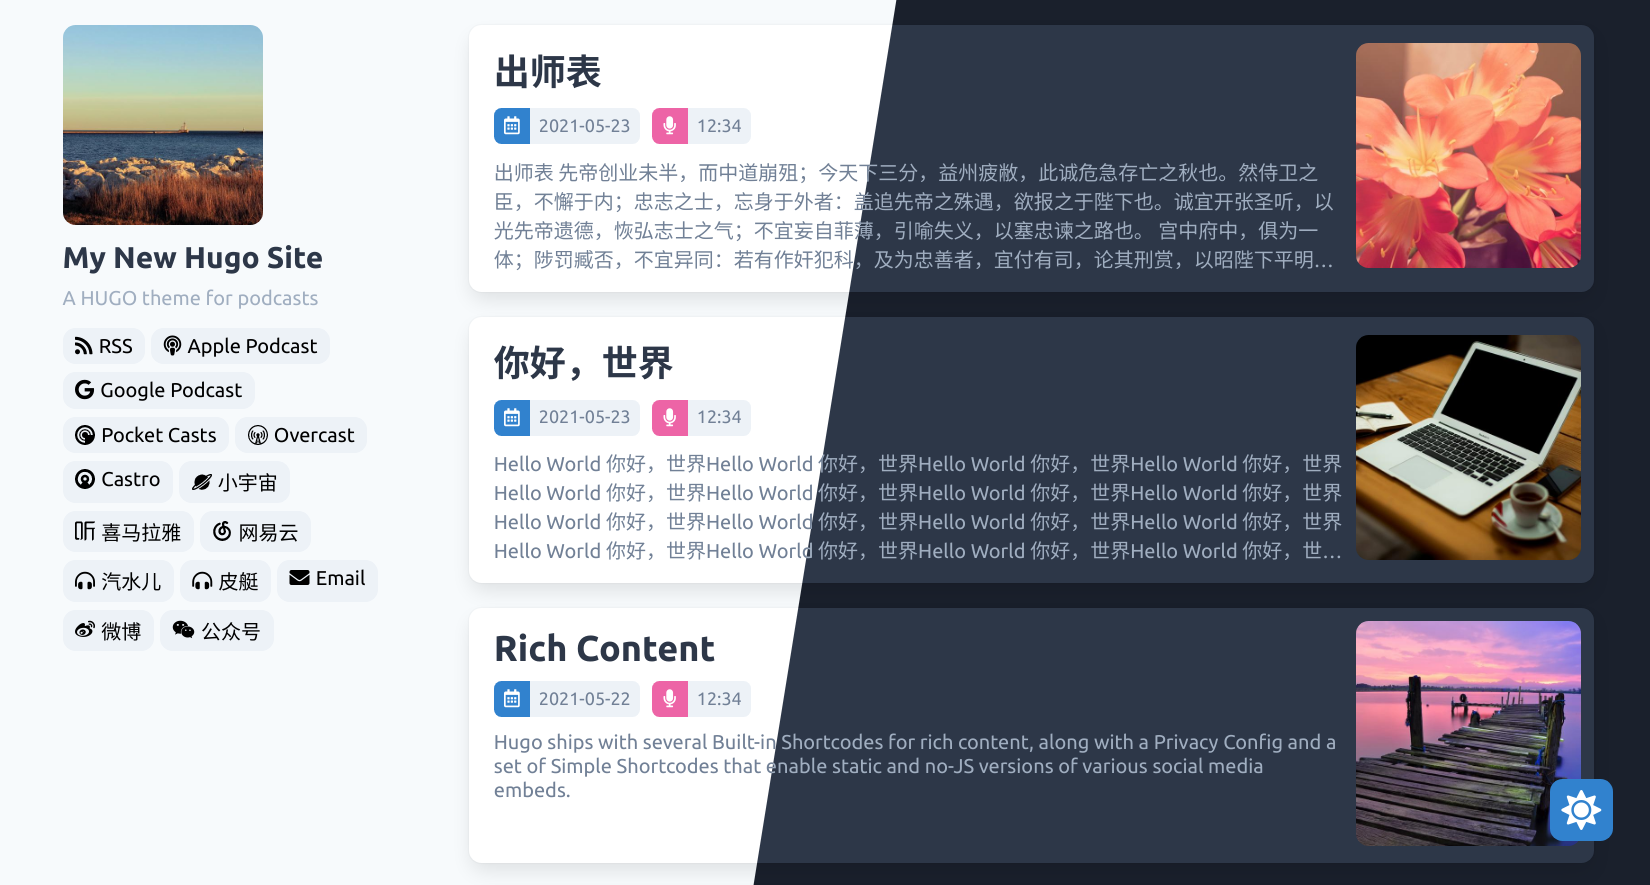 My New Hugo Site
A HUGO theme for podcasts
RSS Apple Podcast
Google Podcast
Pocket Casts Overcast
Castro 小宇宙
喜马拉雅 网易云
汽水儿 皮艇 Email
微博 公众号
出师表
2021-05-23 12:34
出师表 先帝创业未半，而中道崩殂；今天下三分，益州疲敝，此诚危急存亡之秋也。然侍卫之
臣，不懈于内；忠志之士，忘身于外者：盖追先帝之殊遇，欲报之于陛下也。诚宜开张圣听，以
光先帝遗德，恢弘志士之气；不宜妄自菲薄，引喻失义，以塞忠谏之路也。 宫中府中，俱为一
体；陟罚臧否，不宜异同：若有作奸犯科，及为忠善者，宜付有司，论其刑赏，以昭陛下平明…
你好，世界
2021-05-23 12:34
Hello World 你好，世界Hello World 你好，世界Hello World 你好，世界Hello World 你好，世界
Hello World 你好，世界Hello World 你好，世界Hello World 你好，世界Hello World 你好，世界
Hello World 你好，世界Hello World 你好，世界Hello World 你好，世界Hello World 你好，世界
Hello World 你好，世界Hello World 你好，世界Hello World 你好，世界Hello World 你好，世…
Rich Content
2021-05-22 12:34
Hugo ships with several Built-in Shortcodes for rich content, along with a Privacy Config and a
set of Simple Shortcodes that enable static and no-JS versions of various social media
embeds.